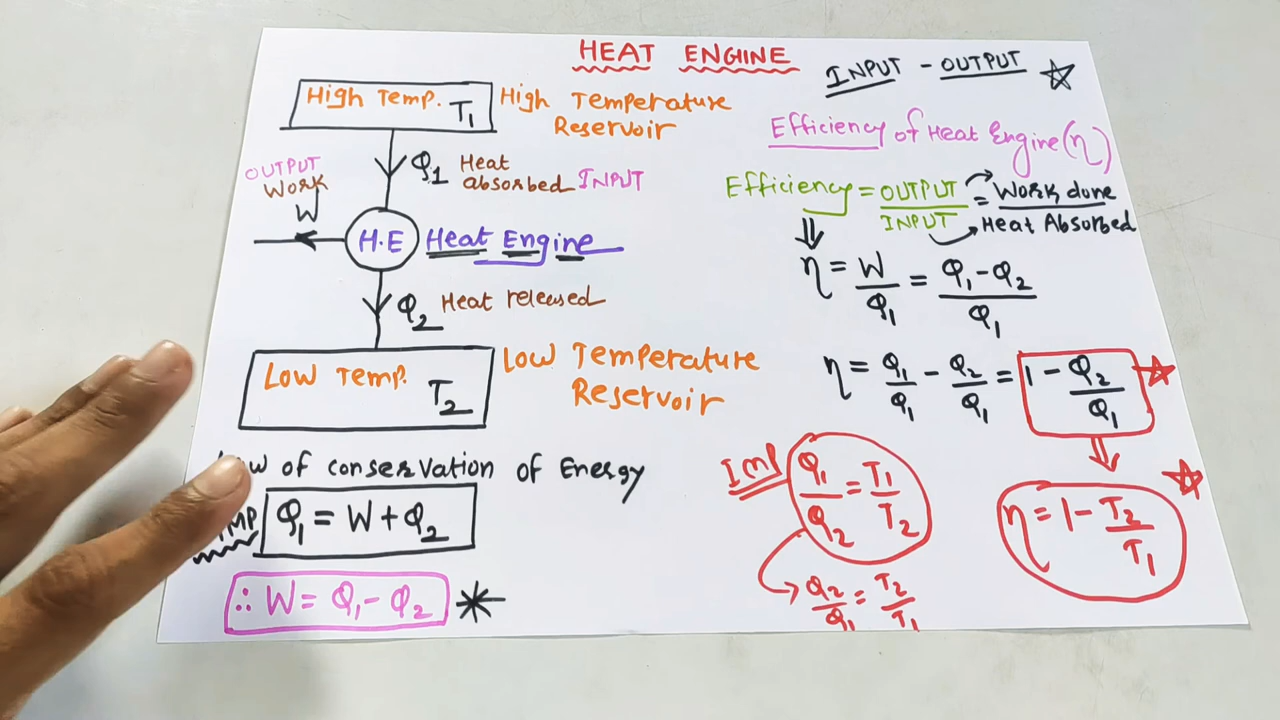 HEAT ENGINE
INPUT - OUTPUT
High Temp. T₁
High Temperature
Reservoir
Q₁ Heat
absorbed INPUT
OUTPUT
WORK
W
H.E Heat Engine
Q₂ Heat released
Low Temp. T₂
Low Temperature
Reservoir
of conservation of Energy
Q₁ = W + Q₂
∴ W = Q₁ - Q₂
Efficiency of Heat Engine (η)
Efficiency = OUTPUT/INPUT = Work done/Heat Absorbed
η = W/Q₁ = (Q₁-Q₂)/Q₁
η = Q₁/Q₁ - Q₂/Q₁ = 1 - Q₂/Q₁
IMP Q₁/Q₂ = T₁/T₂
Q₂/Q₁ = T₂/T₁
η = 1 - T₂/T₁